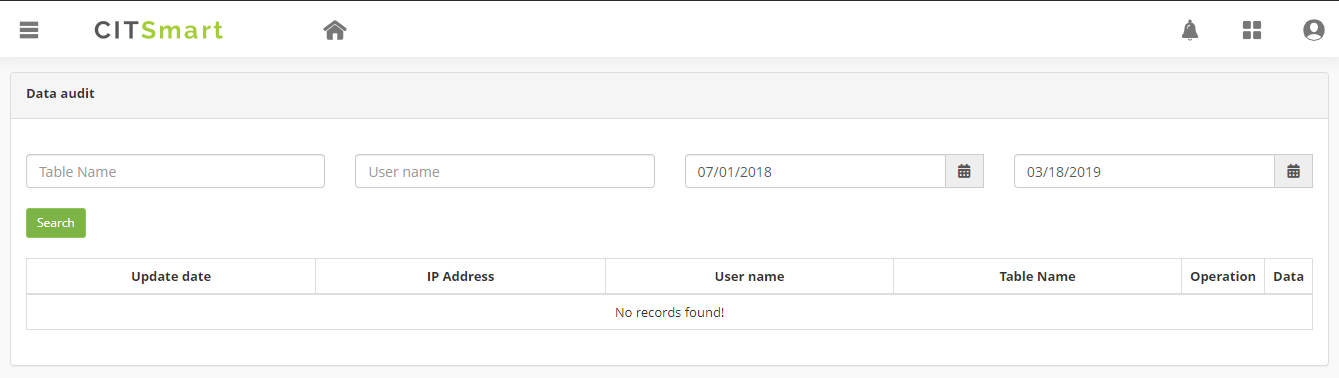 CITSmart
Data audit
Table Name User name 07/01/2018 03/18/2019
Search
Update date IP Address User name Table Name Operation Data
No records found!